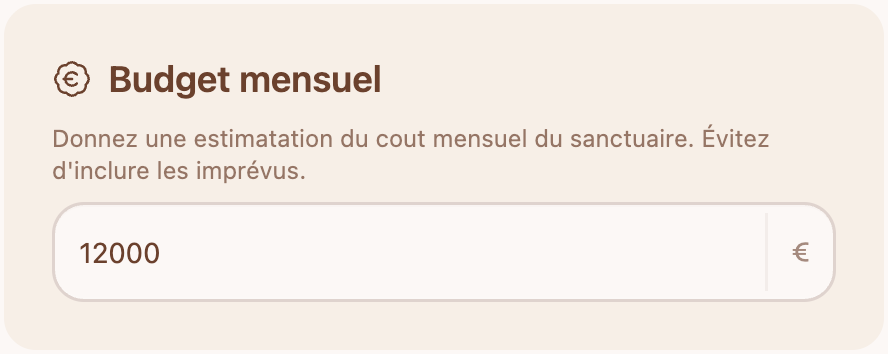 Budget mensuel
Donnez une estimatation du cout mensuel du sanctuaire. Évitez
d'inclure les imprévus.
12000 €